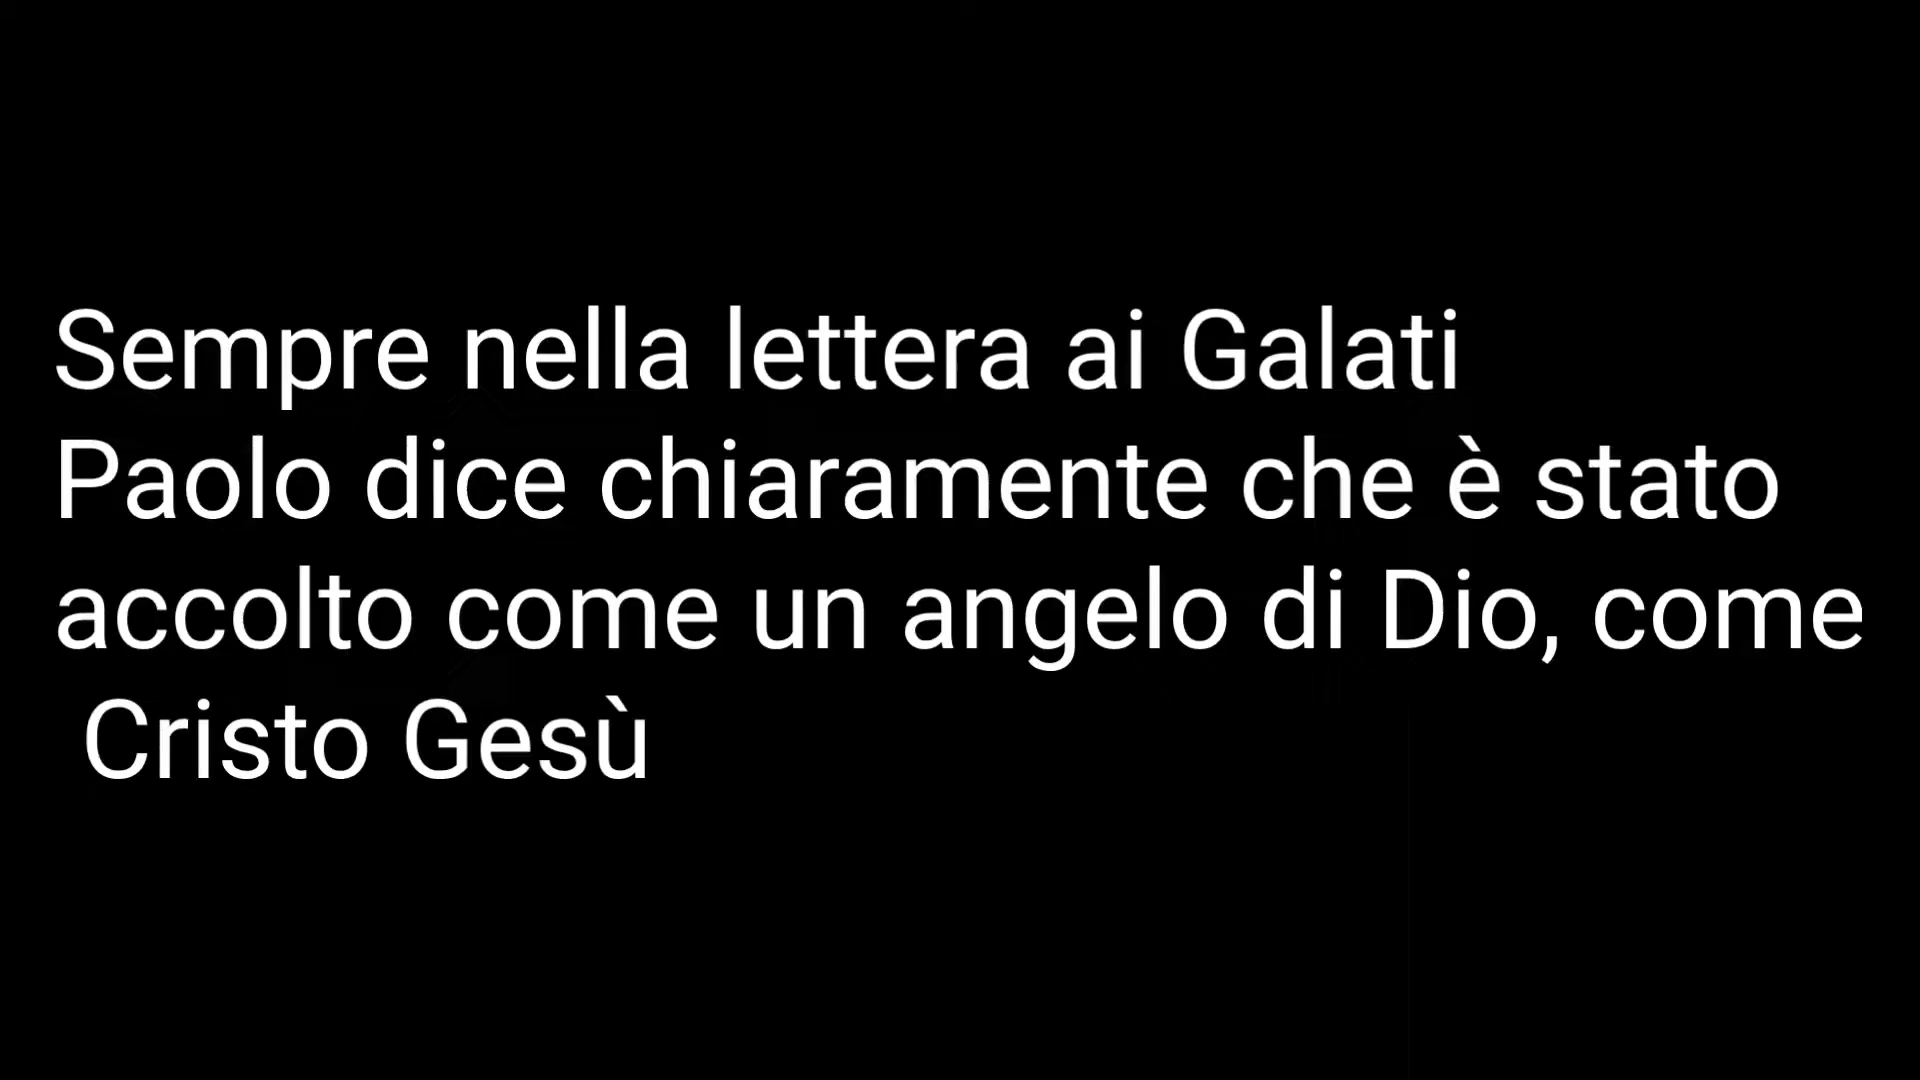 Sempre nella lettera ai Galati
Paolo dice chiaramente che è stato
accolto come un angelo di Dio, come
Cristo Gesù